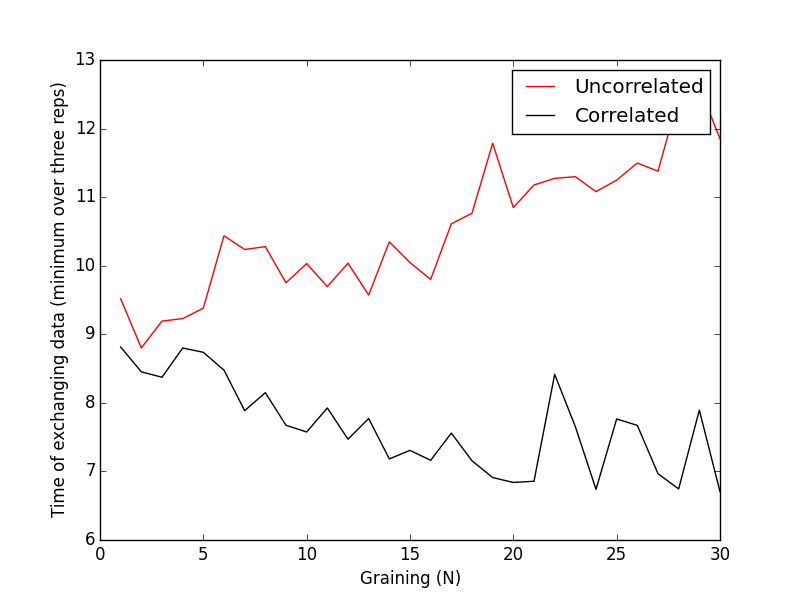 13
12
11
10
9
8
7
6
Time of exchanging data (minimum over three reps)
Uncorrelated
Correlated
0 5 10 15 20 25 30
Graining (N)